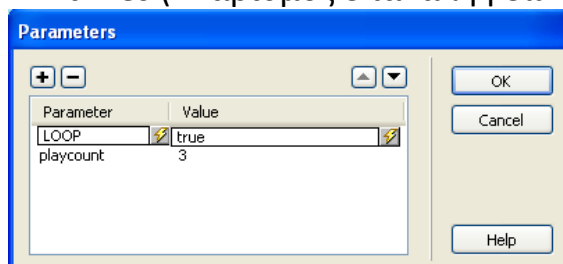 Parameters
OK
Cancel
Parameter Value
LOOP true
playcount 3
Help